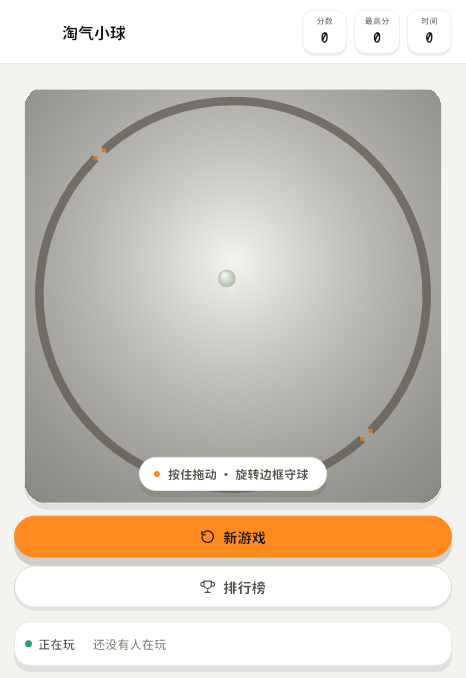 淘气小球
分数
0
最高分
0
时间
0
按住拖动 · 旋转边框守球
新游戏
排行榜
正在玩 还没有人在玩